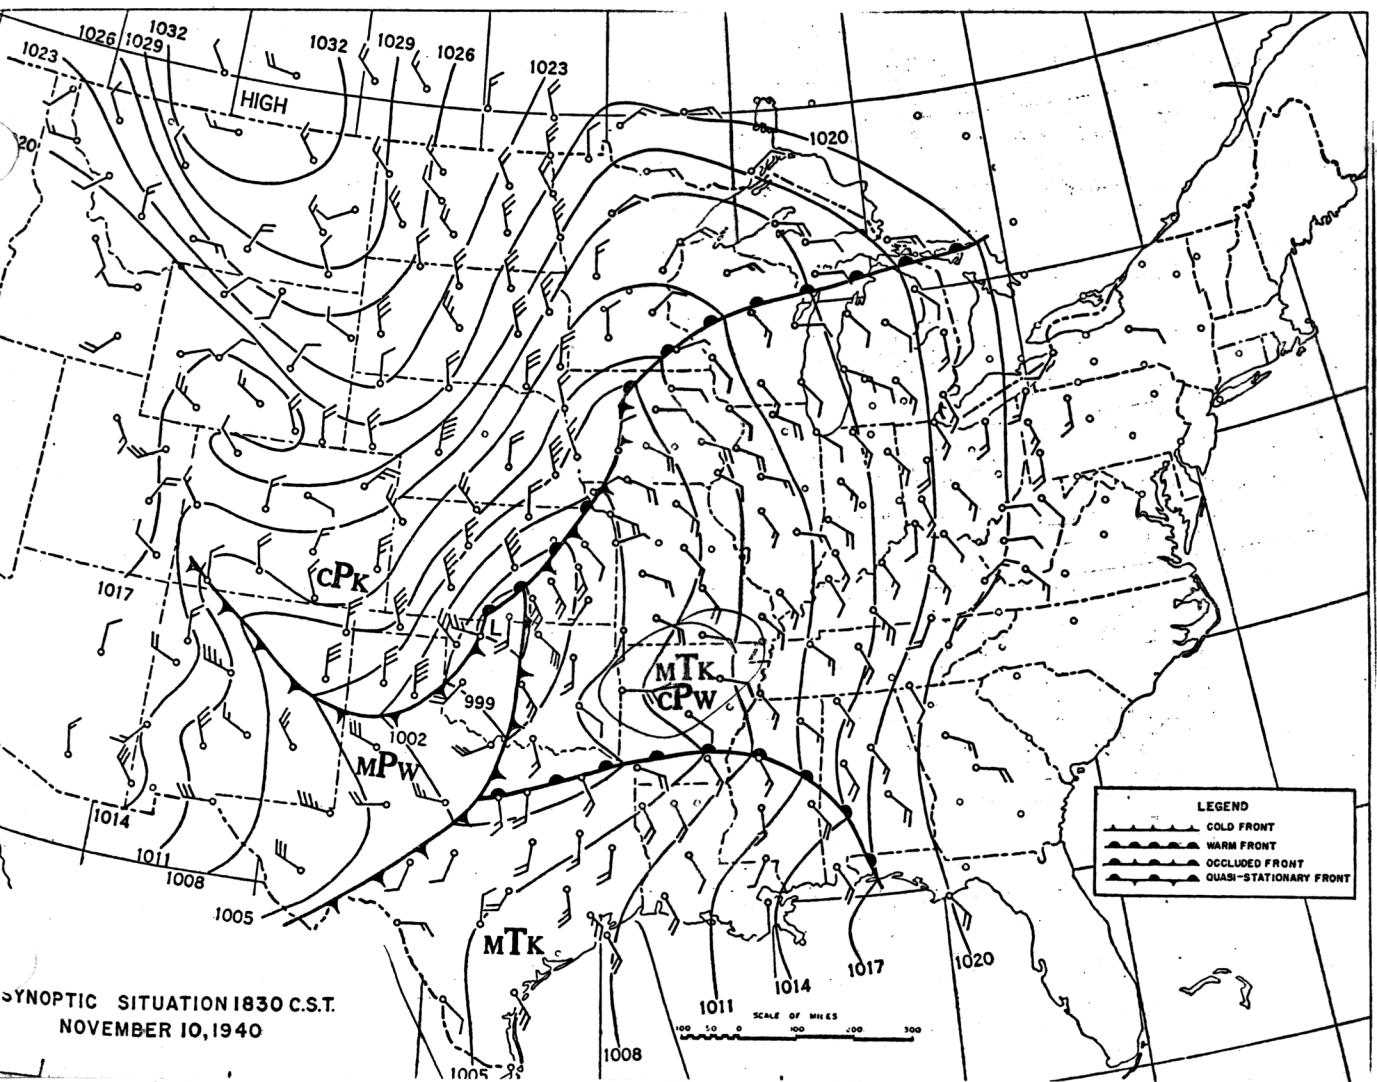 1032
1026 1029
1023
1032
1029
1026
1023
HIGH
1020
20
CPK
1017
L
MTK
CPW
999
1002
MPW
1014
1011
1008
1005
MTK
1020
1017
1014
1011
1008
1005
LEGEND
COLD FRONT
WARM FRONT
OCCLUDED FRONT
QUASI-STATIONARY FRONT
SYNOPTIC SITUATION 1830 C.S.T.
NOVEMBER 10, 1940
SCALE OF MILES
100 50 0 100 200 300